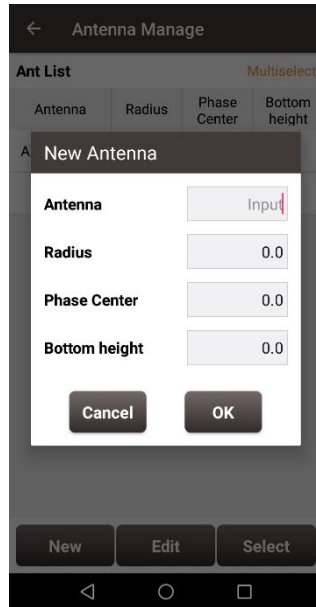 ← Antenna Manage
Ant List Multiselect
Antenna Radius Phase Center Bottom height
A
New Antenna
Antenna Input
Radius 0.0
Phase Center 0.0
Bottom height 0.0
Cancel OK
New Edit Select